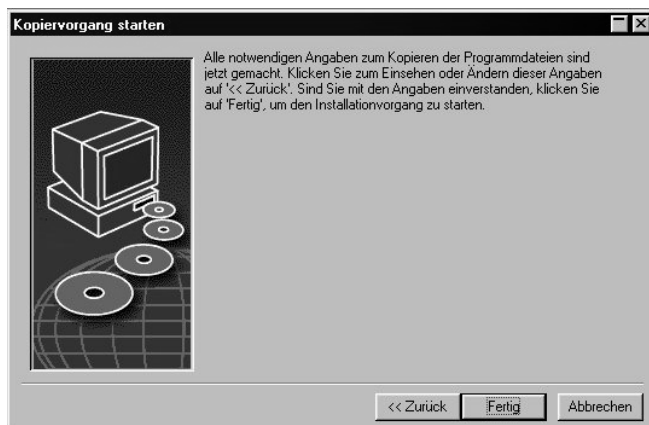 Kopiervorgang starten
Alle notwendigen Angaben zum Kopieren der Programmdateien sind
jetzt gemacht. Klicken Sie zum Einsehen oder Ändern dieser Angaben
auf '<< Zurück'. Sind Sie mit den Angaben einverstanden, klicken Sie
auf 'Fertig', um den Installationvorgang zu starten.
<< Zurück
Fertig
Abbrechen